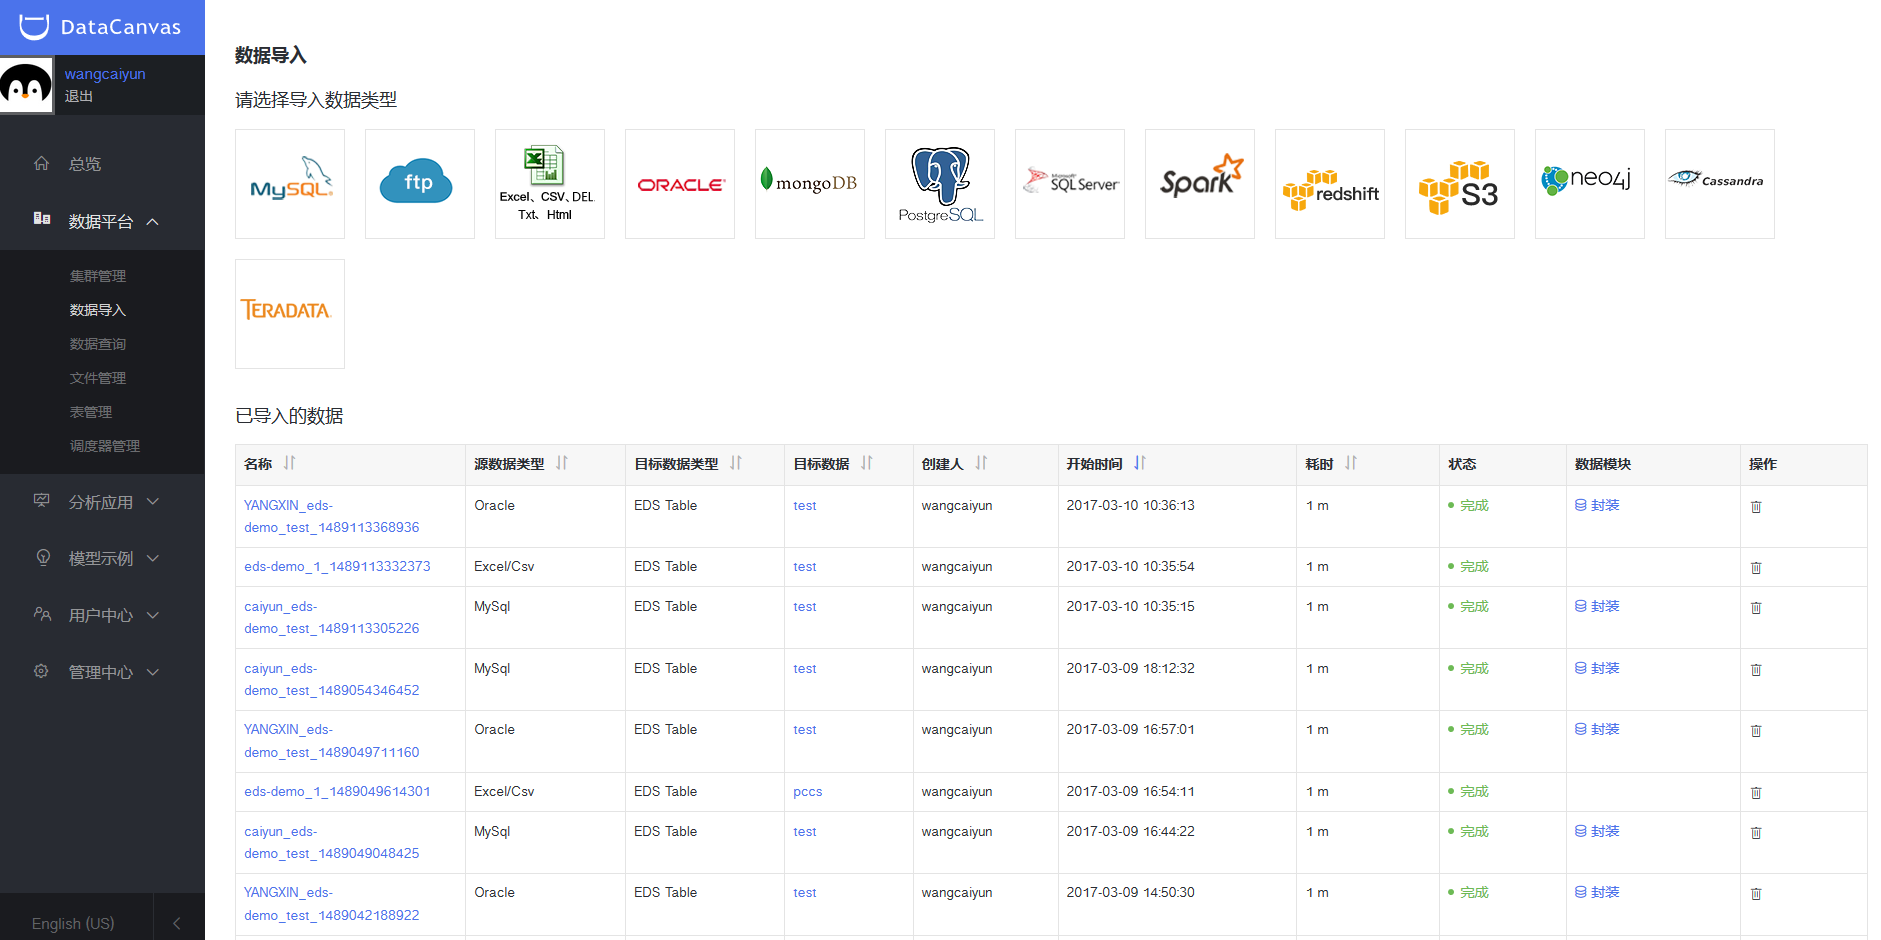 DataCanvas
wangcaiyun
退出
总览
数据平台
集群管理
数据导入
数据查询
文件管理
表管理
调度器管理
分析应用
模型示例
用户中心
管理中心
English (US)
数据导入
请选择导入数据类型
MySQL
ftp
Excel、CSV、DEL
Txt、Html
ORACLE
mongoDB
PostgreSQL
Microsoft
SQL Server
Spark
redshift
S3
neo4j
Cassandra
TERADATA
已导入的数据
名称 源数据类型 目标数据类型 目标数据 创建人 开始时间 耗时 状态 数据模块 操作
YANGXIN_eds- Oracle EDS Table test wangcaiyun 2017-03-10 10:36:13 1 m 完成 封装
demo_test_1489113368936
eds-demo_1_1489113332373 Excel/Csv EDS Table test wangcaiyun 2017-03-10 10:35:54 1 m 完成
caiyun_eds- MySql EDS Table test wangcaiyun 2017-03-10 10:35:15 1 m 完成 封装
demo_test_1489113305226
caiyun_eds- MySql EDS Table test wangcaiyun 2017-03-09 18:12:32 1 m 完成 封装
demo_test_1489054346452
YANGXIN_eds- Oracle EDS Table test wangcaiyun 2017-03-09 16:57:01 1 m 完成 封装
demo_test_1489049711160
eds-demo_1_1489049614301 Excel/Csv EDS Table pccs wangcaiyun 2017-03-09 16:54:11 1 m 完成
caiyun_eds- MySql EDS Table test wangcaiyun 2017-03-09 16:44:22 1 m 完成 封装
demo_test_1489049048425
YANGXIN_eds- Oracle EDS Table test wangcaiyun 2017-03-09 14:50:30 1 m 完成 封装
demo_test_1489042188922